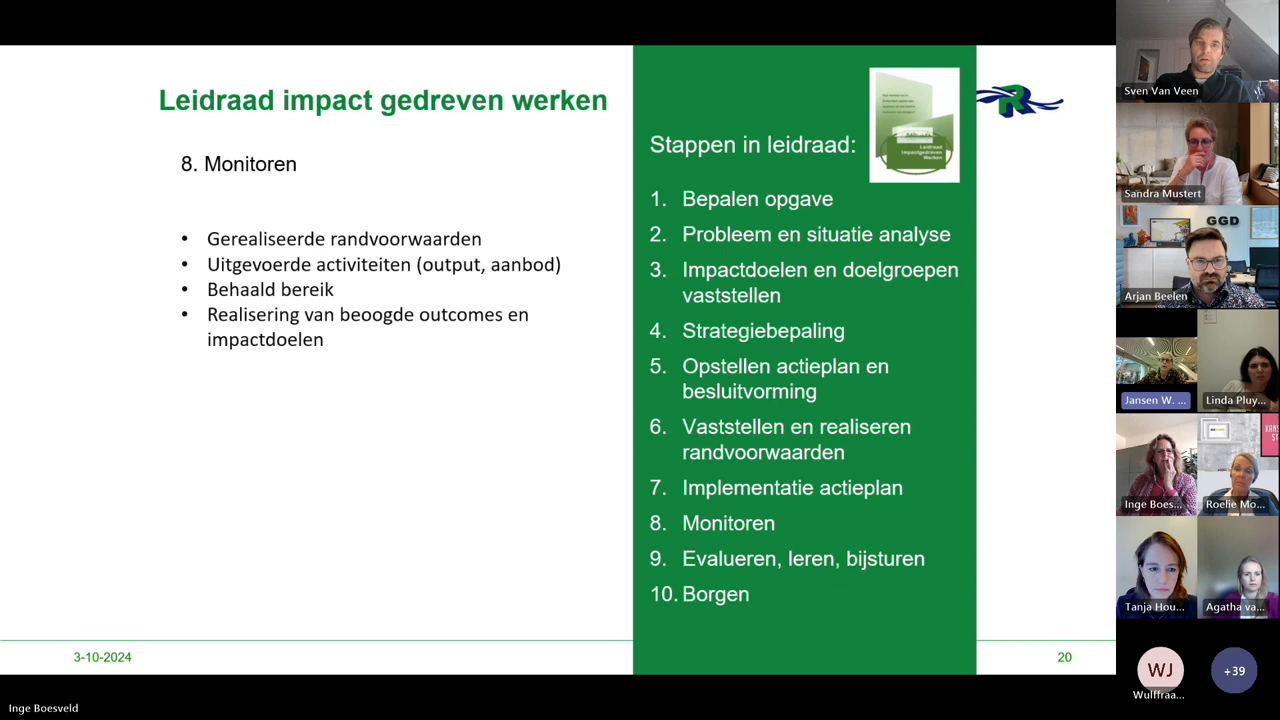 Leidraad impact gedreven werken
8. Monitoren
• Gerealiseerde randvoorwaarden
• Uitgevoerde activiteiten (output, aanbod)
• Behaald bereik
• Realisering van beoogde outcomes en
impactdoelen
3-10-2024
Stappen in leidraad:
Leidraad
Impactgedreven
Werken
1. Bepalen opgave
2. Probleem en situatie analyse
3. Impactdoelen en doelgroepen
vaststellen
4. Strategiebepaling
5. Opstellen actieplan en
besluitvorming
6. Vaststellen en realiseren
randvoorwaarden
7. Implementatie actieplan
8. Monitoren
9. Evalueren, leren, bijsturen
10. Borgen
R
20
Sven Van Veen
Sandra Mustert
GGD
Arjan Beelen
Jansen W. ...
Linda Pluy...
Inge Boes...
Roelie Mo...
Tanja Hou...
Agatha va...
WJ
Wulffraa...
+39
Inge Boesveld